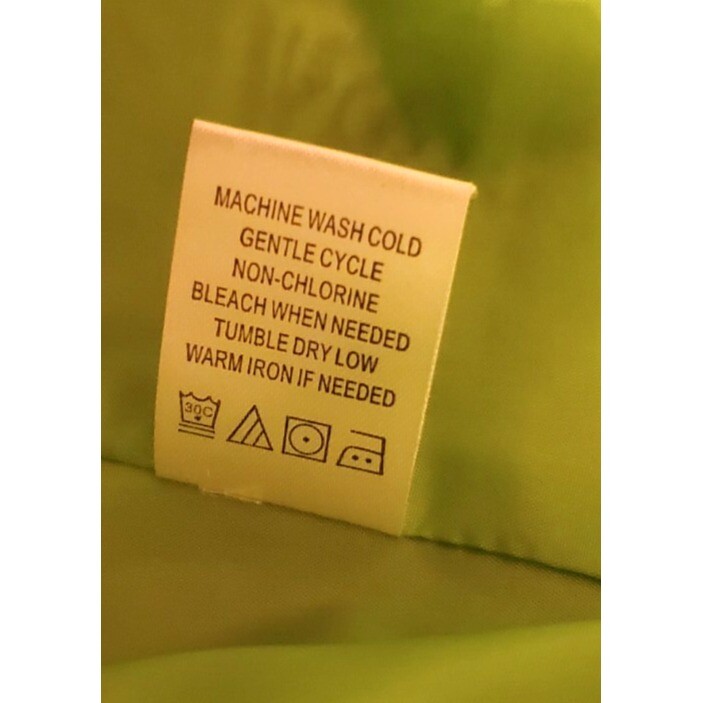 MACHINE WASH COLD
GENTLE CYCLE
NON-CHLORINE
BLEACH WHEN NEEDED
TUMBLE DRY LOW
WARM IRON IF NEEDED
30C